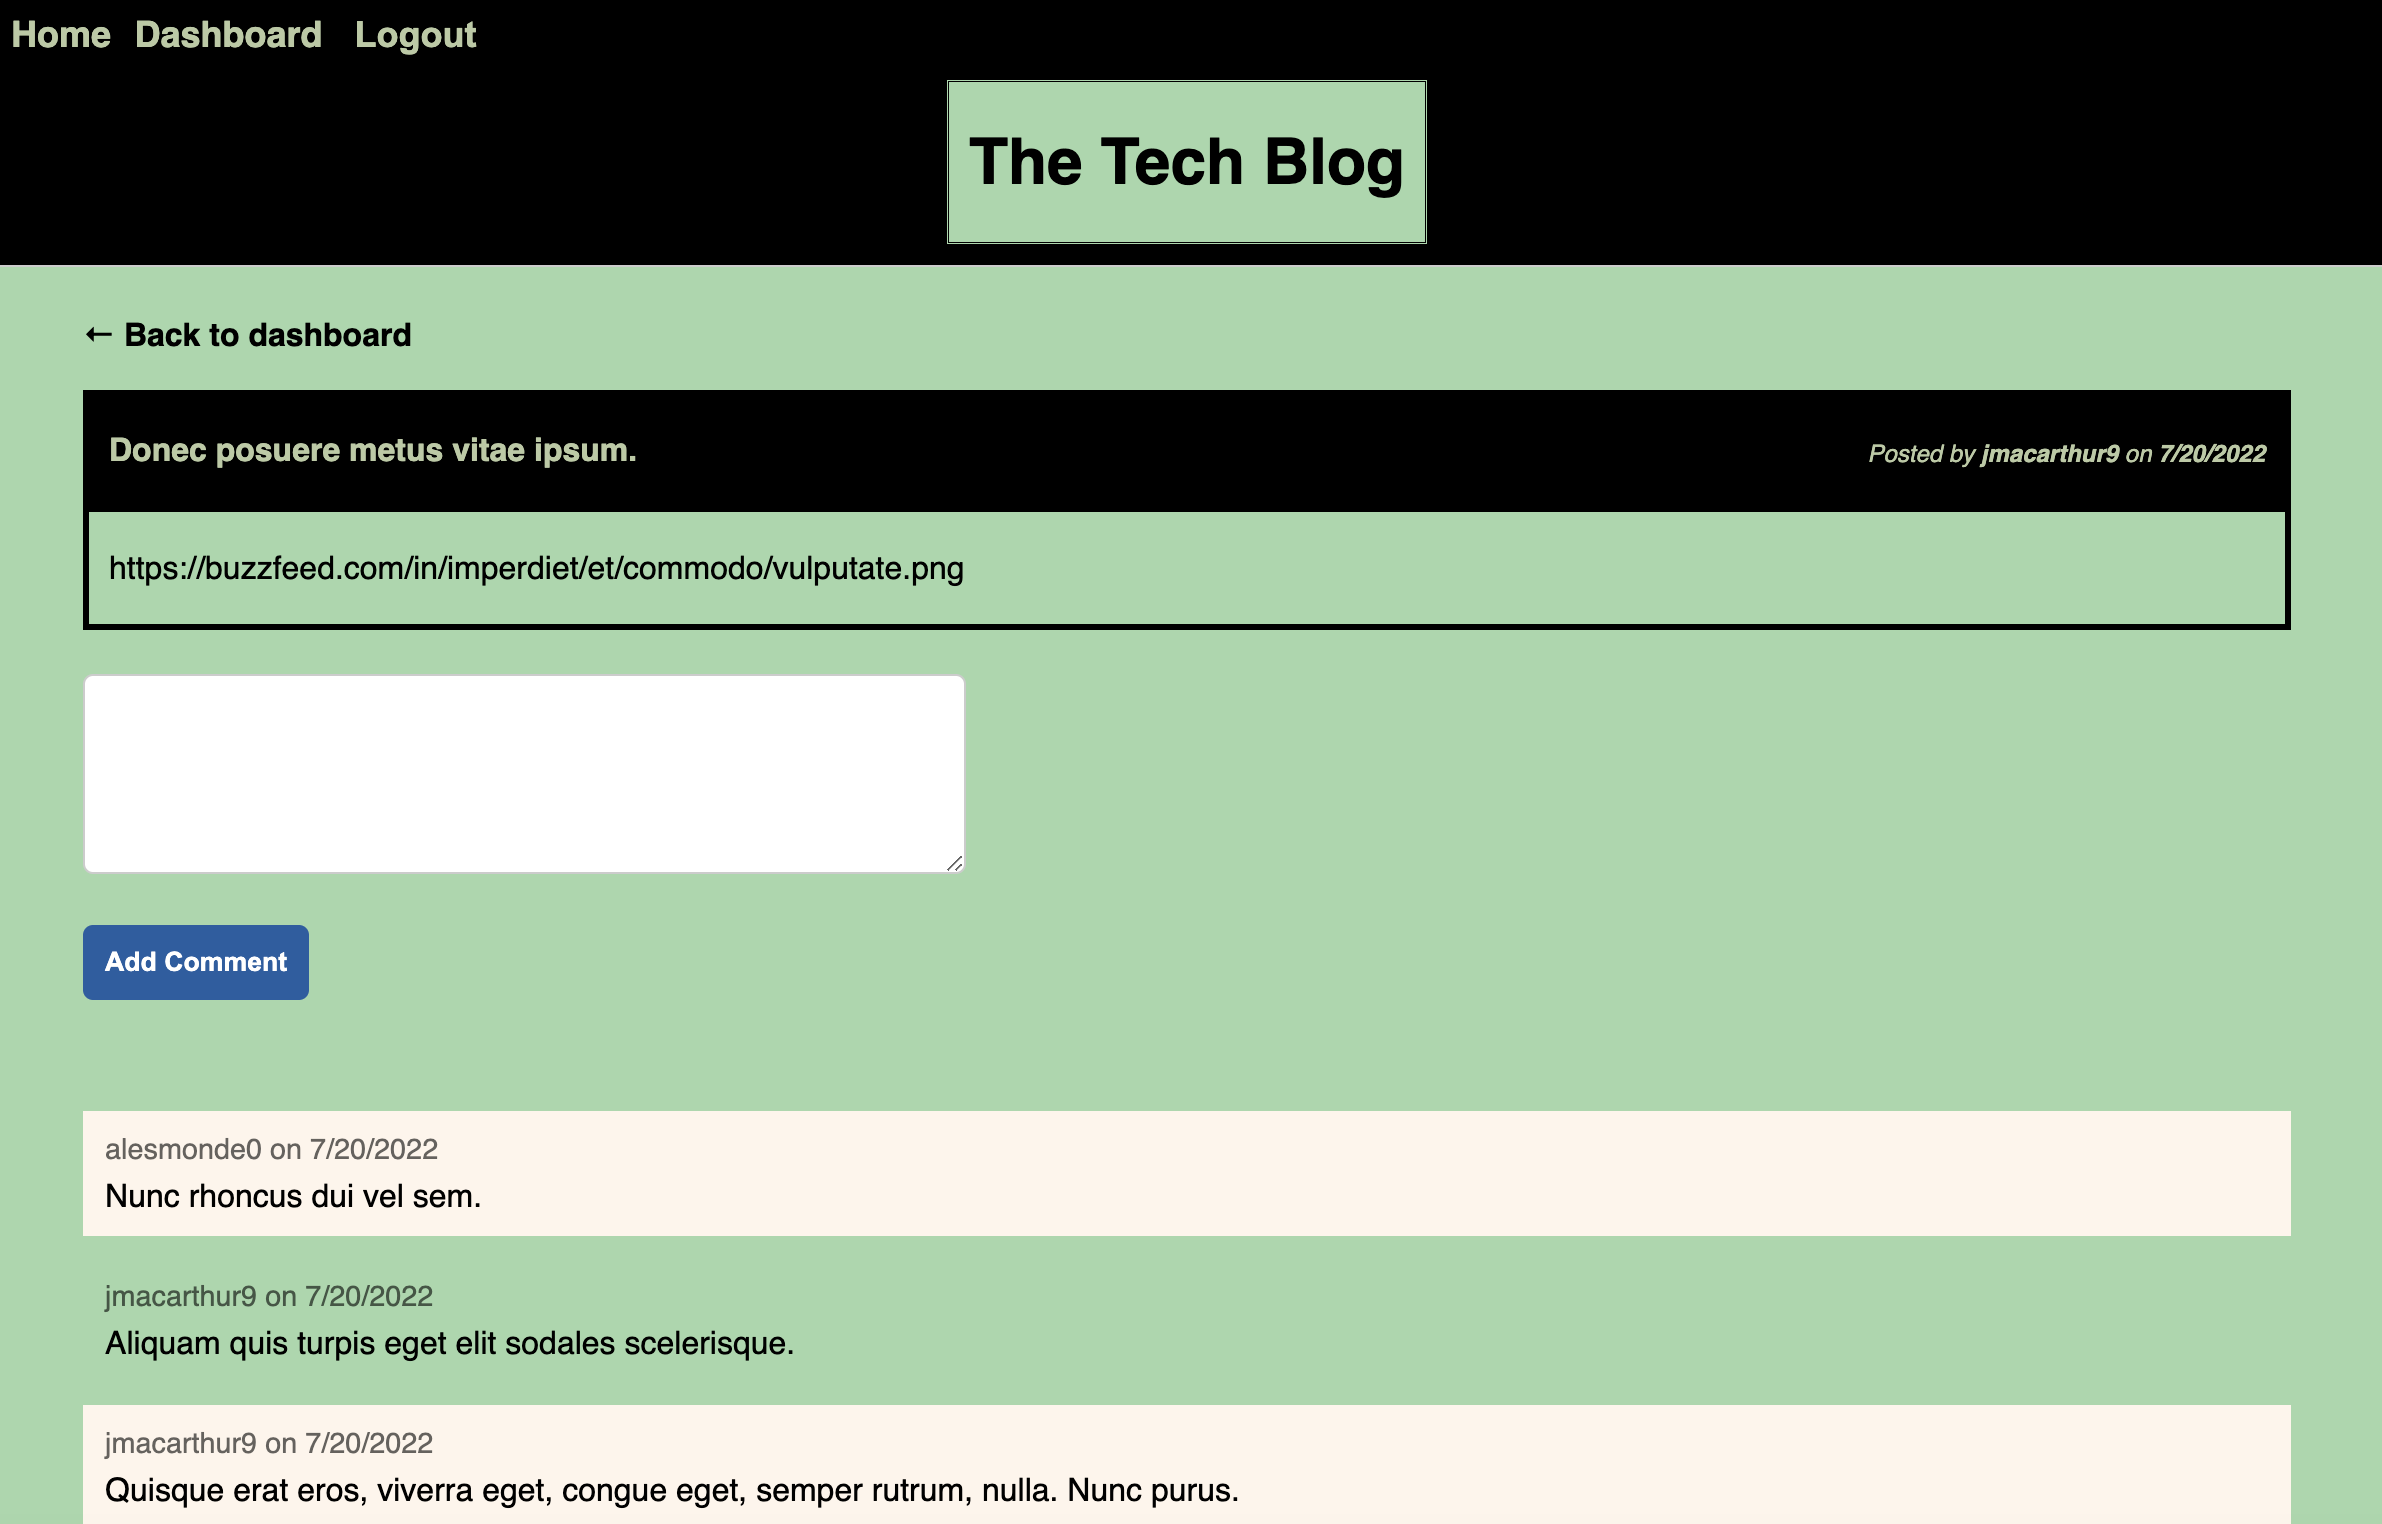 Home Dashboard Logout
The Tech Blog
← Back to dashboard
Donec posuere metus vitae ipsum.
Posted by jmacarthur9 on 7/20/2022
https://buzzfeed.com/in/imperdiet/et/commodo/vulputate.png
Add Comment
alesmonde0 on 7/20/2022
Nunc rhoncus dui vel sem.
jmacarthur9 on 7/20/2022
Aliquam quis turpis eget elit sodales scelerisque.
jmacarthur9 on 7/20/2022
Quisque erat eros, viverra eget, congue eget, semper rutrum, nulla. Nunc purus.